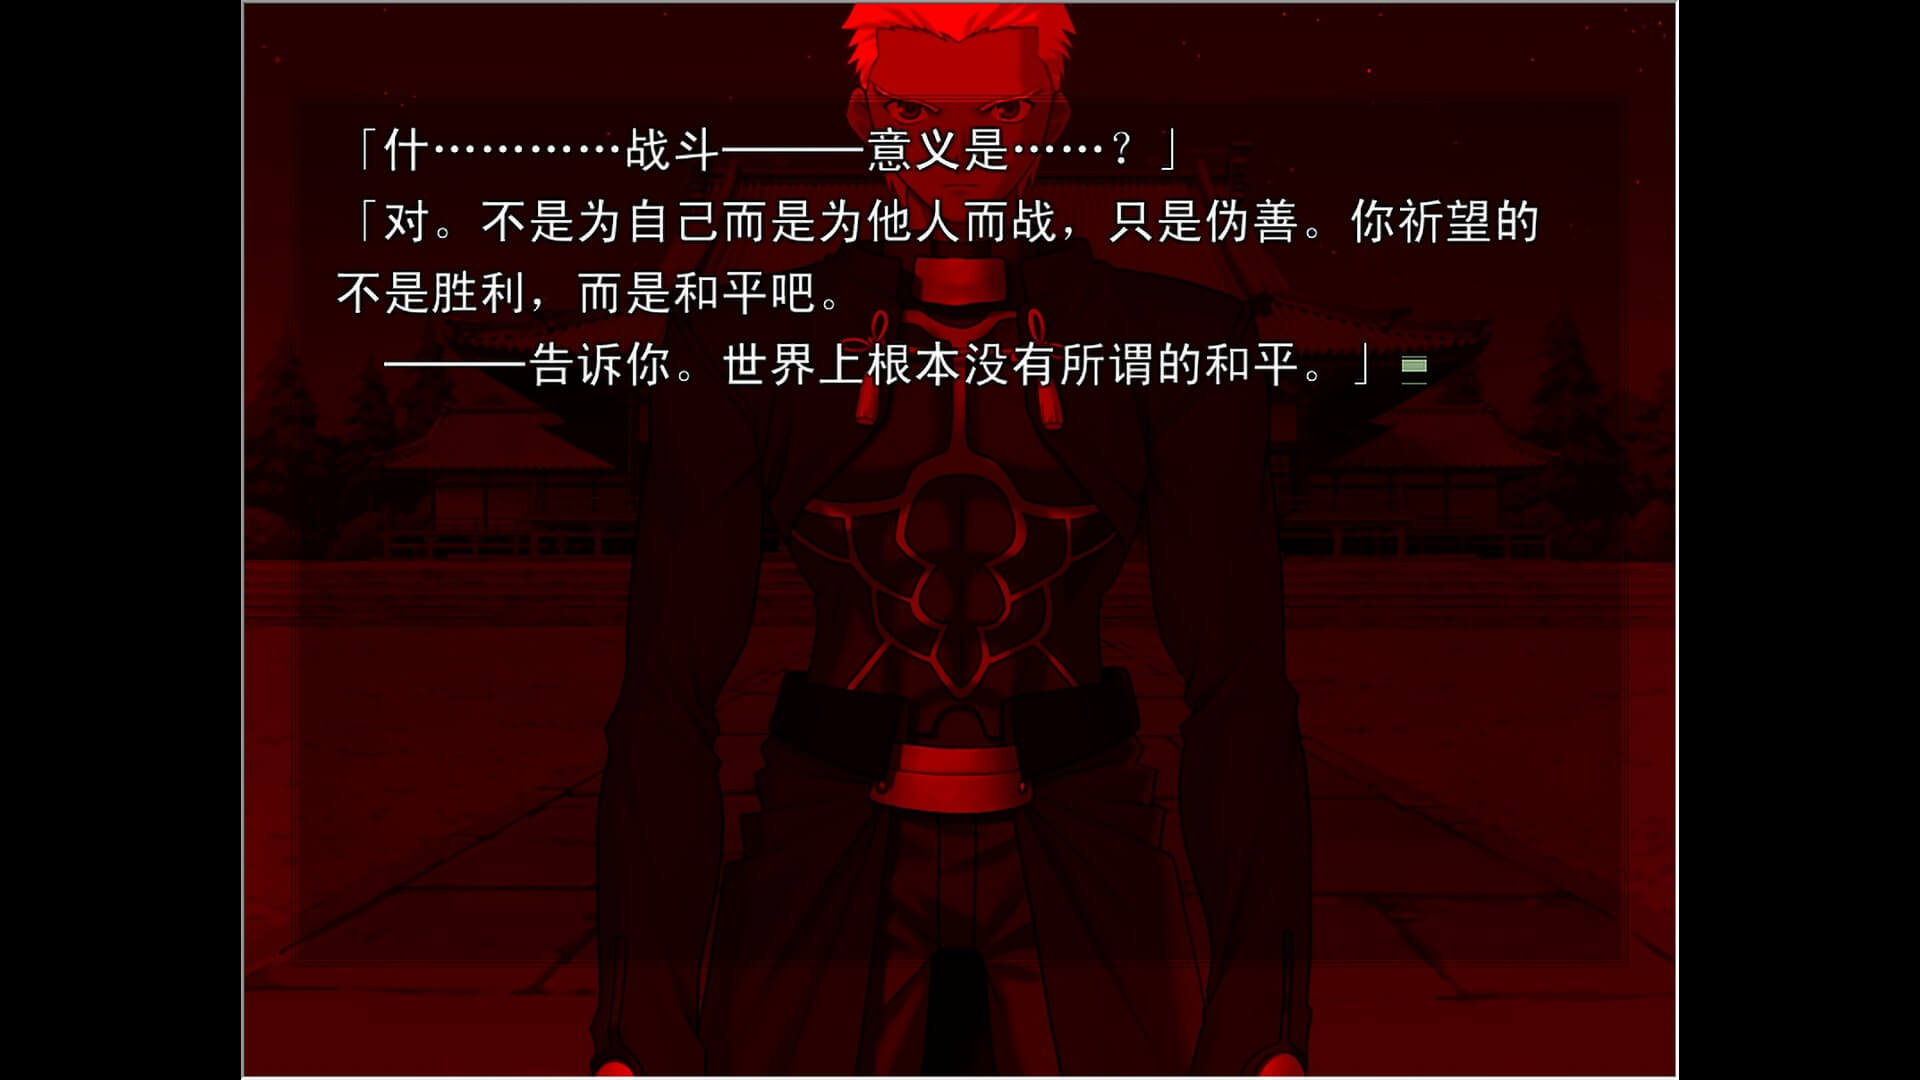 「什…………战斗———意义是……？」
「对。不是为自己而是为他人而战，只是伪善。你祈望的
不是胜利，而是和平吧。
———告诉你。世界上根本没有所谓的和平。」